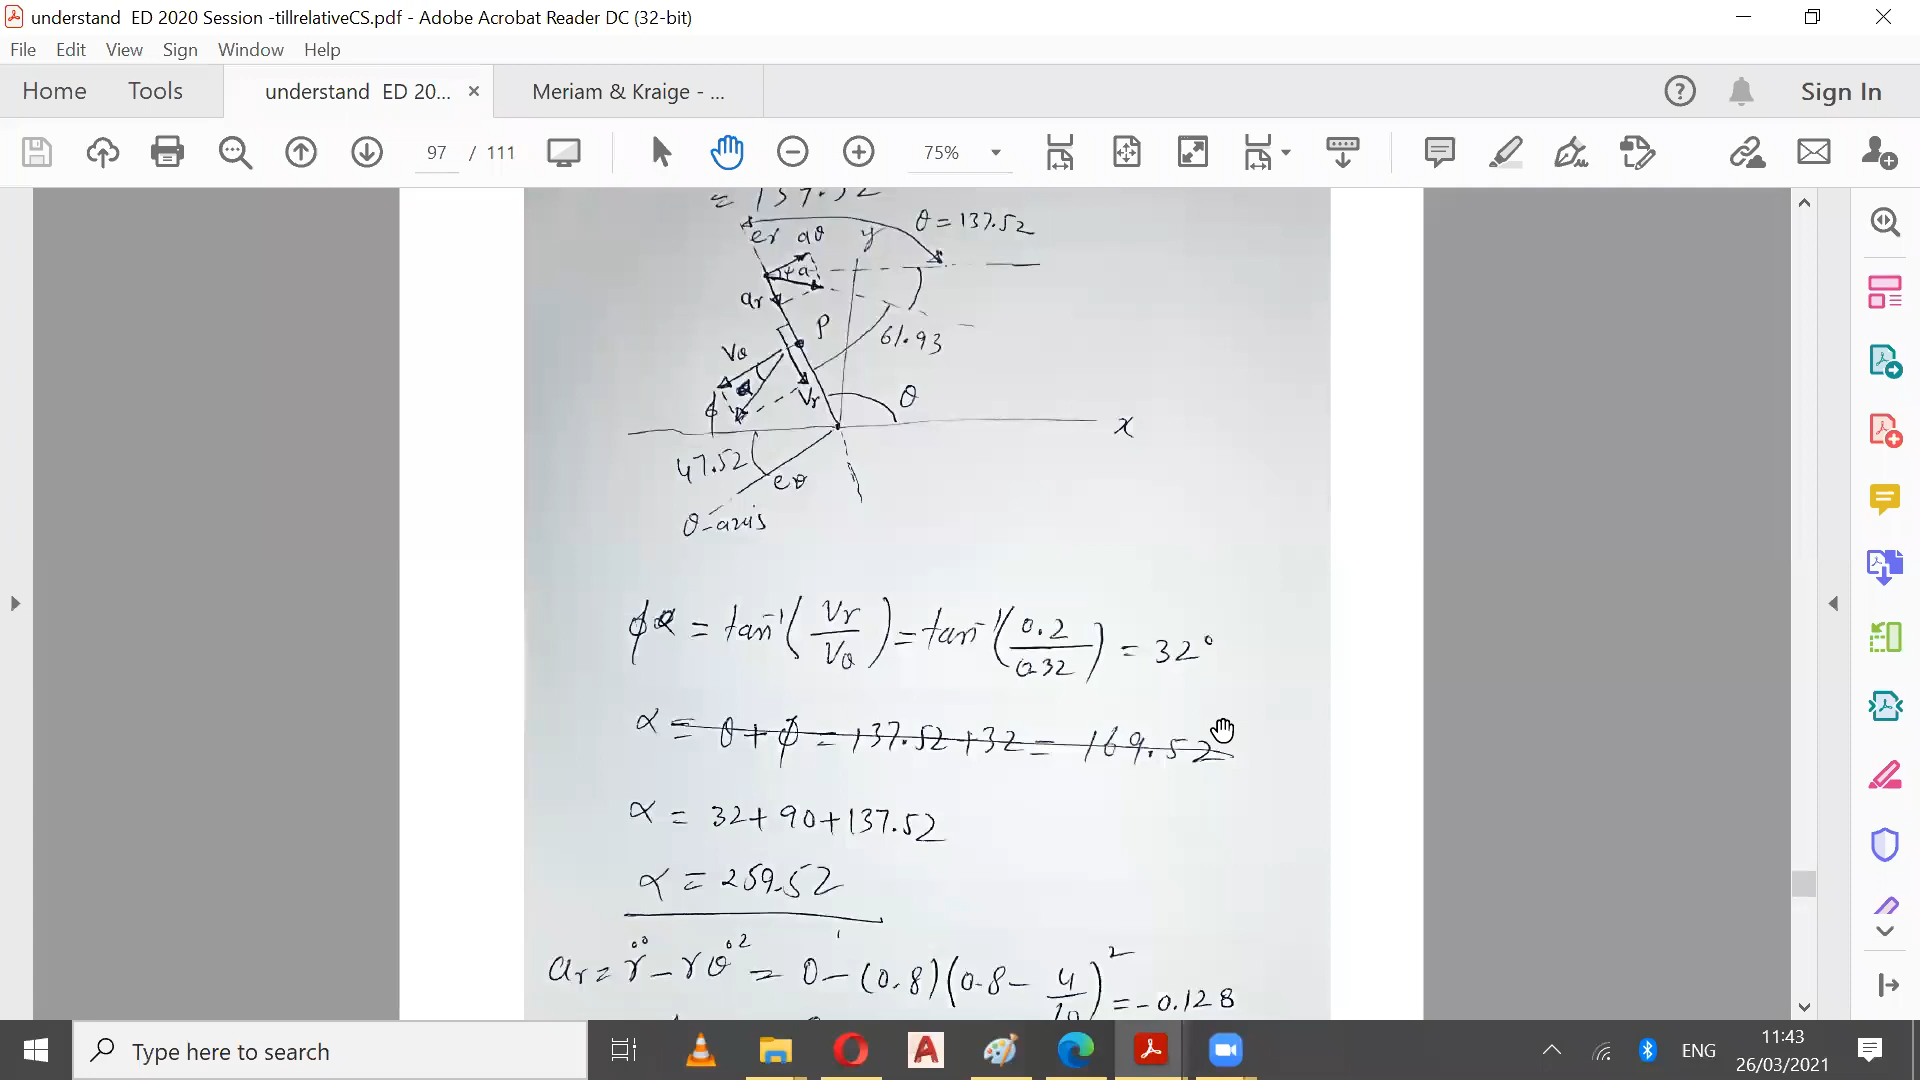 understand ED 2020 Session -tillrelativeCS.pdf - Adobe Acrobat Reader DC (32-bit)
File Edit View Sign Window Help
Home Tools understand ED 20... × Meriam & Kraige - ... Sign In
97 / 111 75%
= 137.52
θ = 137.52
er aθ y
a
ar
P
61.93
Vθ
α
Vr
θ
ϕ
x
47.52
eθ
θ-axis
ϕ = tan⁻¹(Vr/Vθ) = tan⁻¹(0.2/0.32) = 32°
α = θ + ϕ = 137.52 + 32 = 169.52
α = 32 + 90 + 137.52
α = 259.52
ar = r̈ - rθ̇² = 0 - (0.8)(0.8 - 4/10)² = -0.128
Type here to search
ENG
11:43
26/03/2021